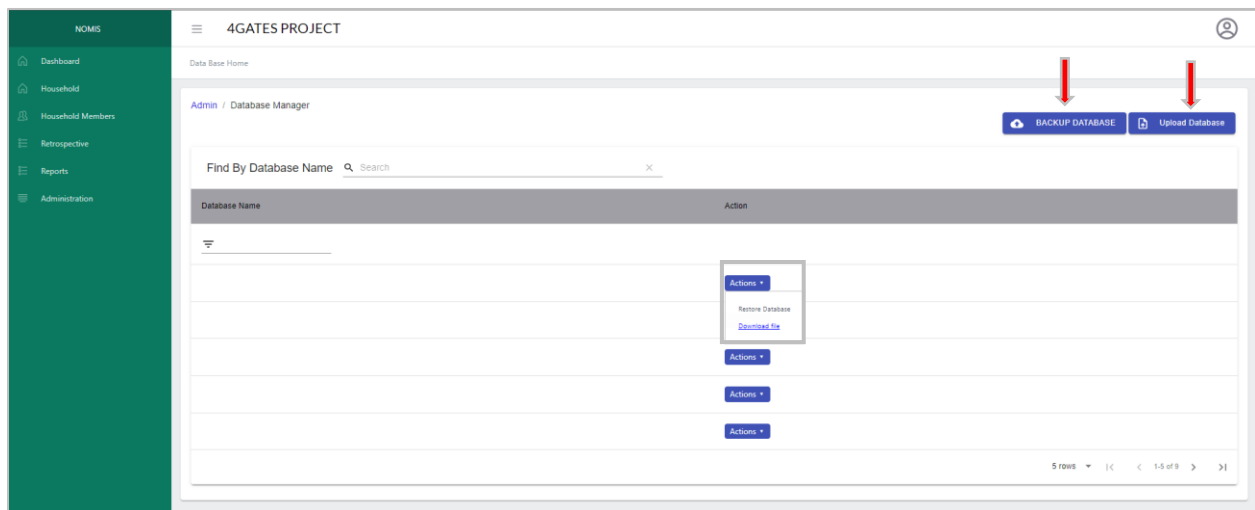 NOMIS
4GATES PROJECT
Dashboard
Data Base Home
Household
Household Members
Retrospective
Reports
Administration
Admin / Database Manager
BACKUP DATABASE
Upload Database
Find By Database Name
Search
Database Name
Action
Actions
Restore Database
Download file
Actions
Actions
Actions
5 rows
1-5 of 9